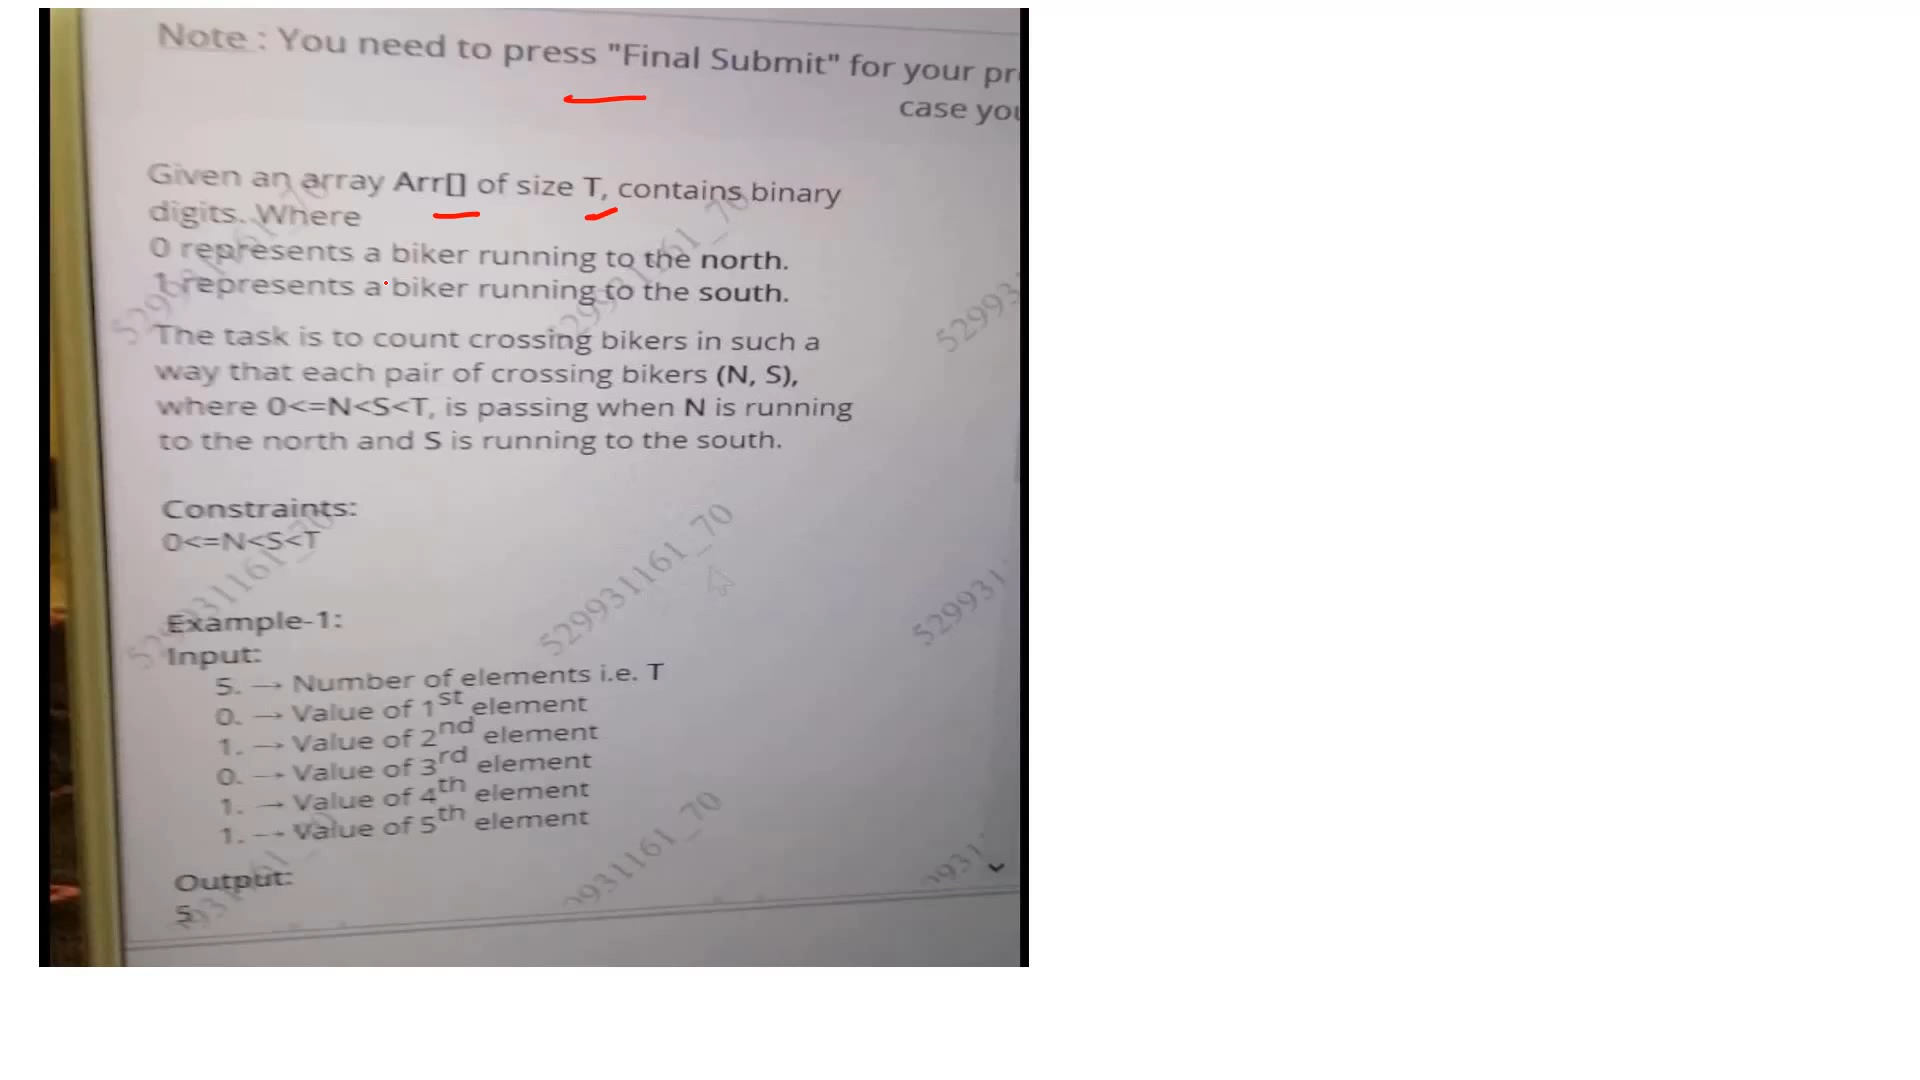 Note : You need to press "Final Submit" for your
case
Given an array Arr[] of size T, contains binary
digits. Where
0 represents a biker running to the north.
1 represents a biker running to the south.
The task is to count crossing bikers in such a
way that each pair of crossing bikers (N, S),
where 0<=N<S<T, is passing when N is running
to the north and S is running to the south.
Constraints:
0<=N<S<T
Example-1:
Input:
5. → Number of elements i.e. T
0. → Value of 1st element
1. → Value of 2nd element
0. → Value of 3rd element
1. → Value of 4th element
1. → Value of 5th element
Output:
5
529931161_70